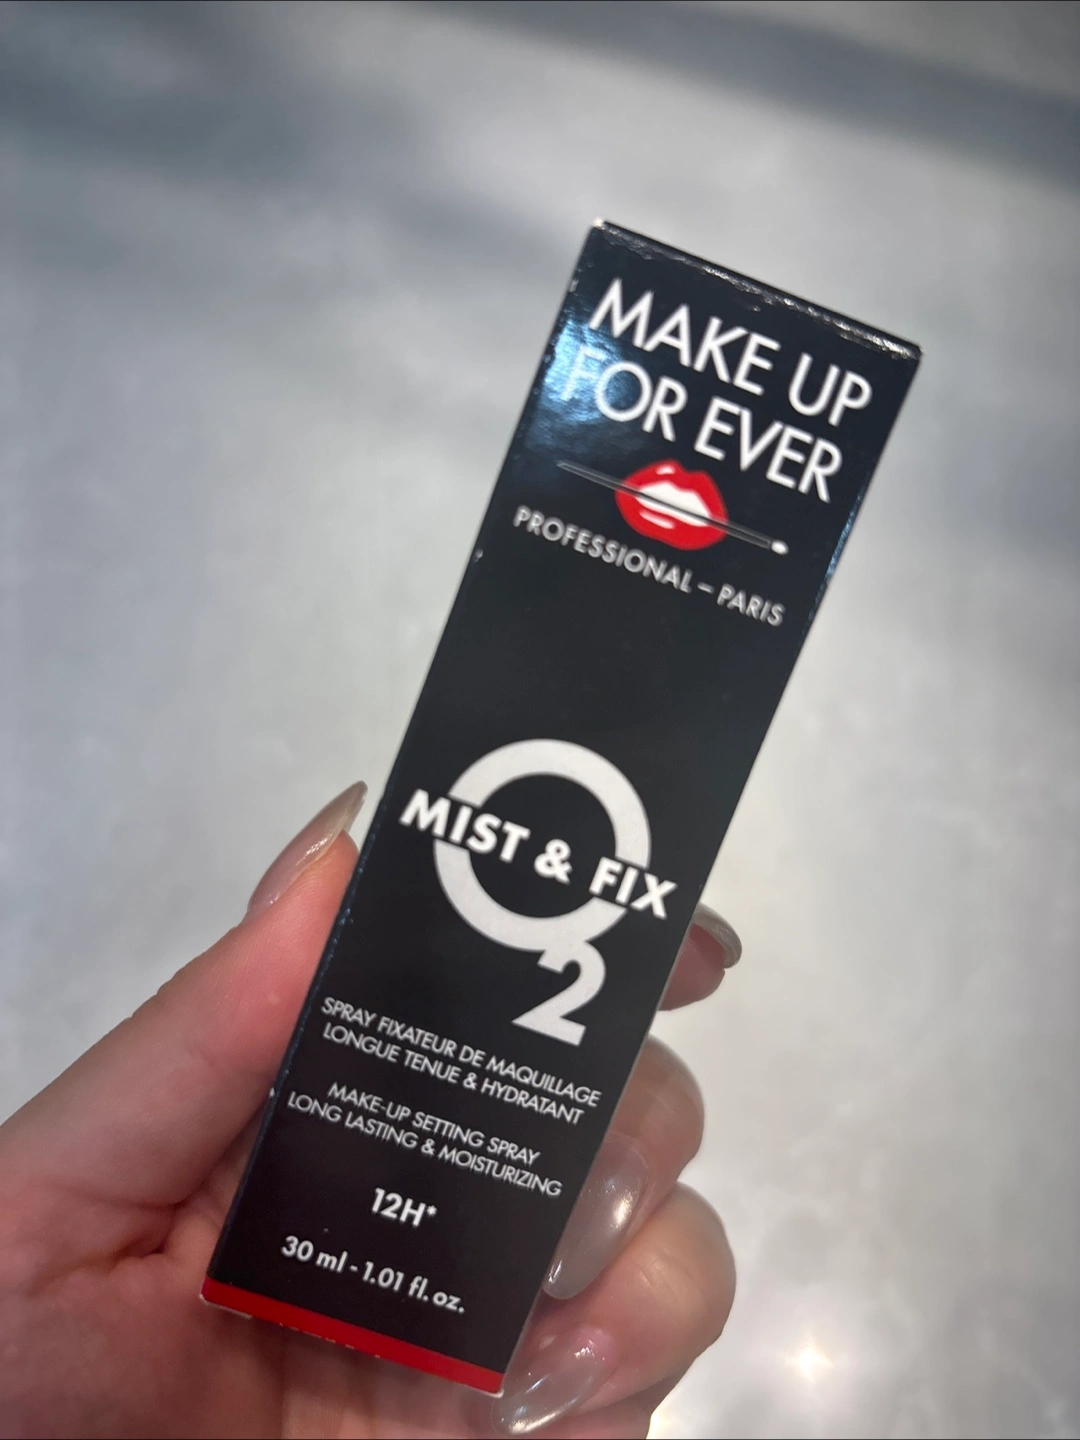 MAKE UP
FOR EVER
PROFESSIONAL – PARIS
MIST & FIX
O2
SPRAY FIXATEUR DE MAQUILLAGE
LONGUE TENUE & HYDRATANT
MAKE-UP SETTING SPRAY
LONG LASTING & MOISTURIZING
12H*
30 ml - 1.01 fl. oz.